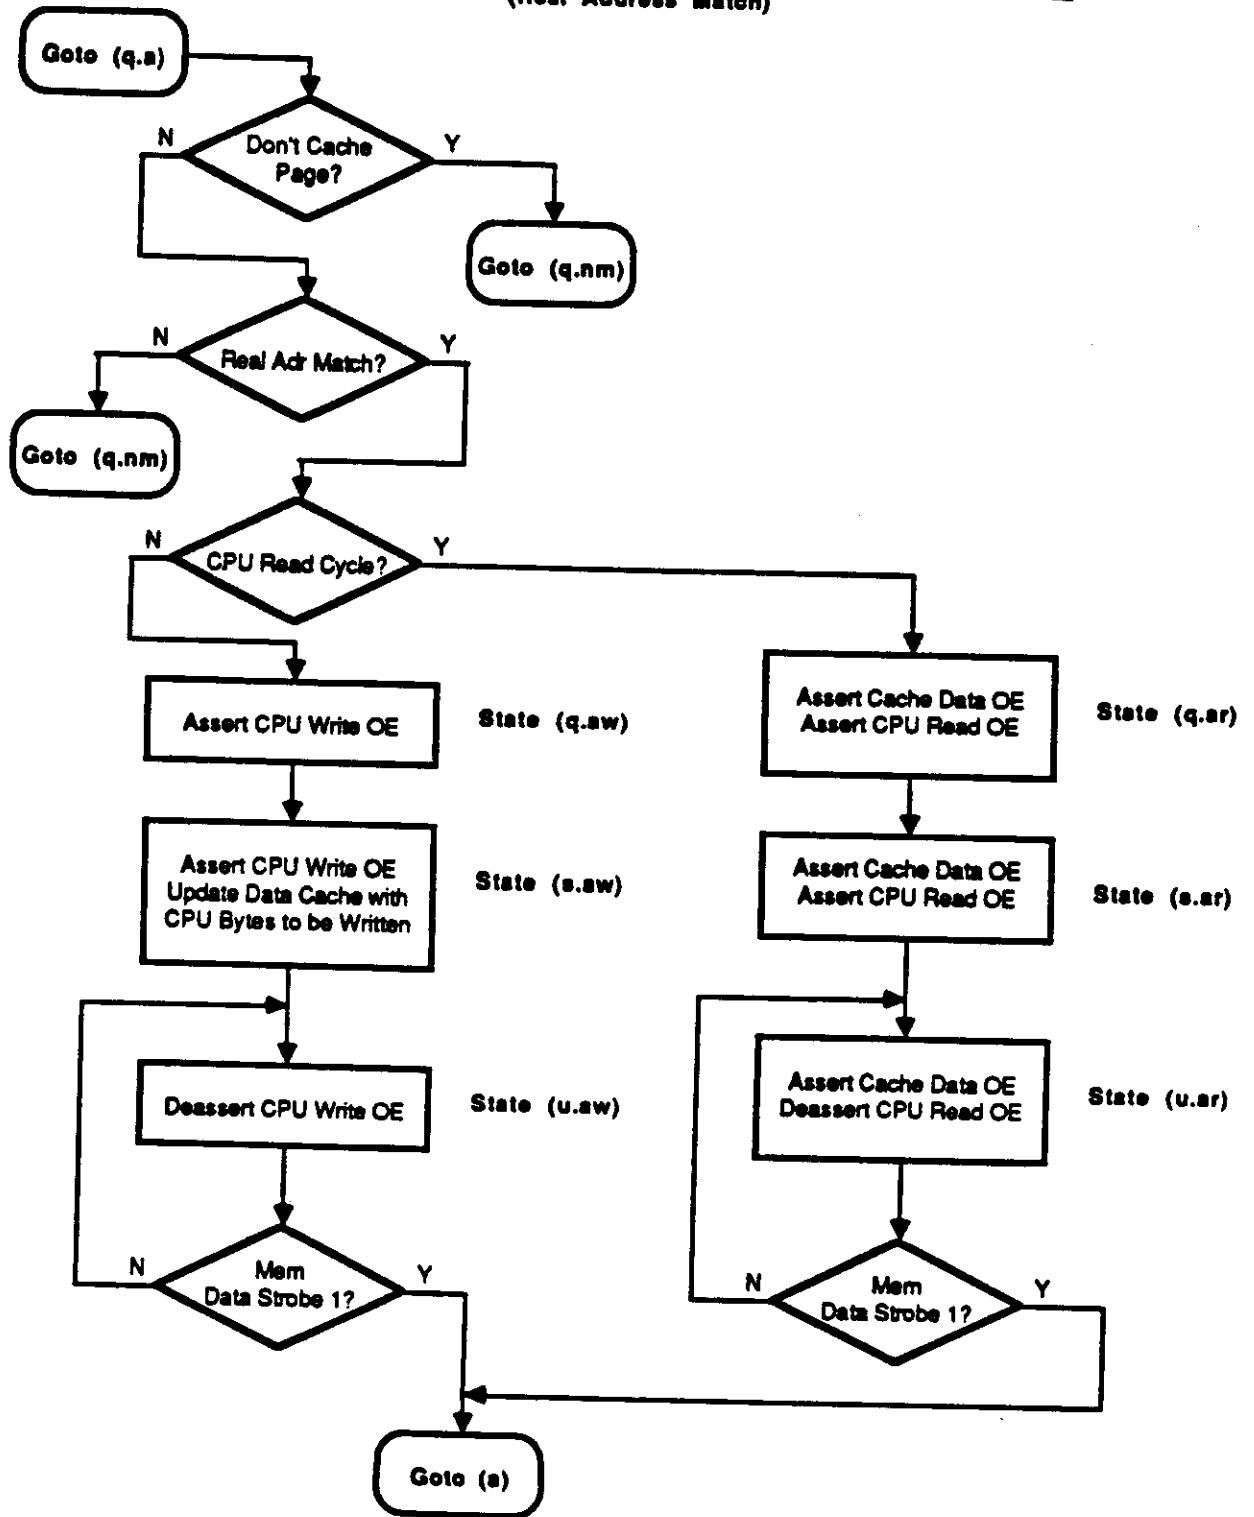 (Real Address Match)
Goto (q.a)
N
Don't Cache
Page?
Y
Goto (q.nm)
N
Real Adr Match?
Y
Goto (q.nm)
N
CPU Read Cycle?
Y
Assert CPU Write OE
State (q.aw)
Assert Cache Data OE
Assert CPU Read OE
State (q.ar)
Assert CPU Write OE
Update Data Cache with
CPU Bytes to be Written
State (s.aw)
Assert Cache Data OE
Assert CPU Read OE
State (s.ar)
Deassert CPU Write OE
State (u.aw)
Assert Cache Data OE
Deassert CPU Read OE
State (u.ar)
N
Mem
Data Strobe 1?
Y
N
Mem
Data Strobe 1?
Y
Goto (a)